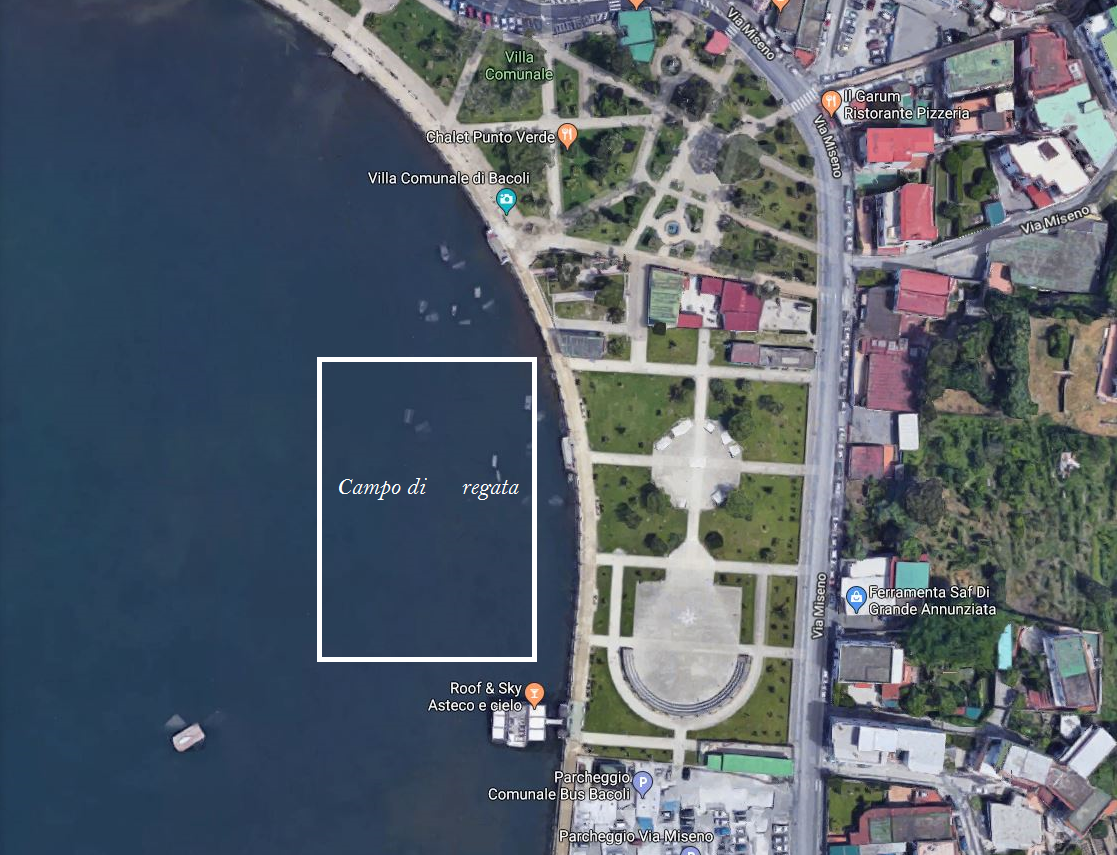 Via Miseno
Villa
Comunale
Il Garum
Ristorante Pizzeria
Chalet Punto Verde
Via Miseno
Villa Comunale di Bacoli
Via Miseno
Campo di regata
Via Miseno
Ferramenta Saf Di
Grande Annunziata
Roof & Sky
Asteco e cielo
P
Parcheggio
Comunale Bus Bacoli
Parcheggio Via Miseno